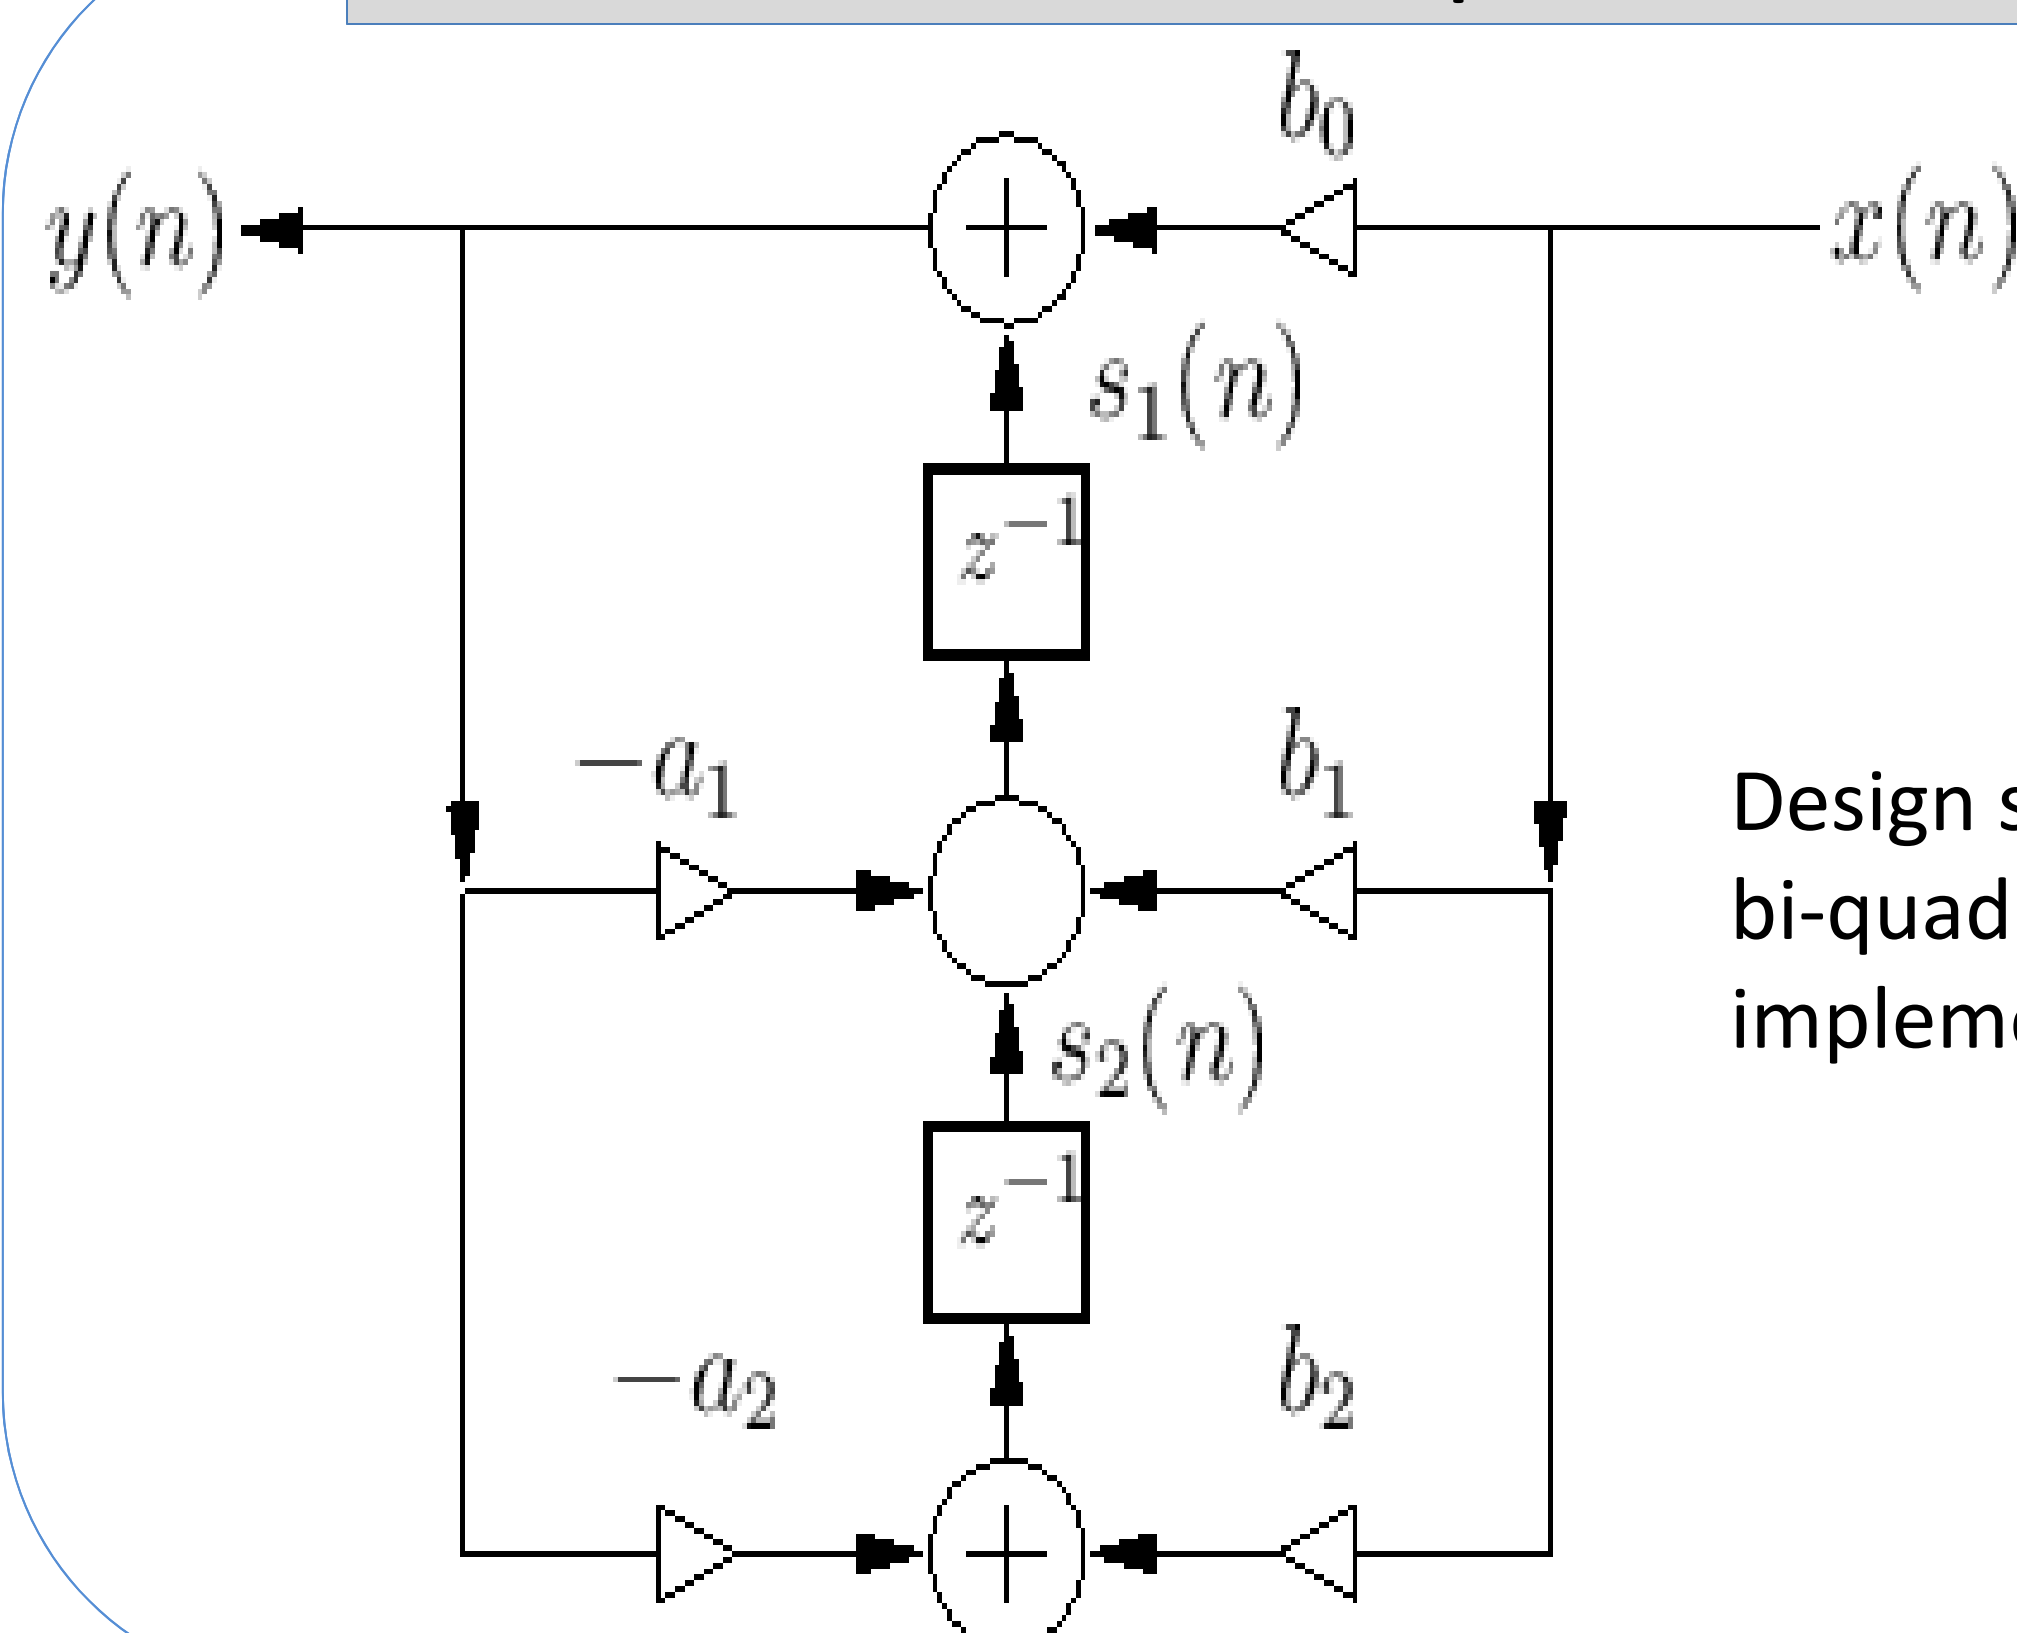 b₀
y(n)
x(n)
s₁(n)
z⁻¹
−a₁
b₁
Design
bi-quad
s₂(n)
z⁻¹
−a₂
b₂